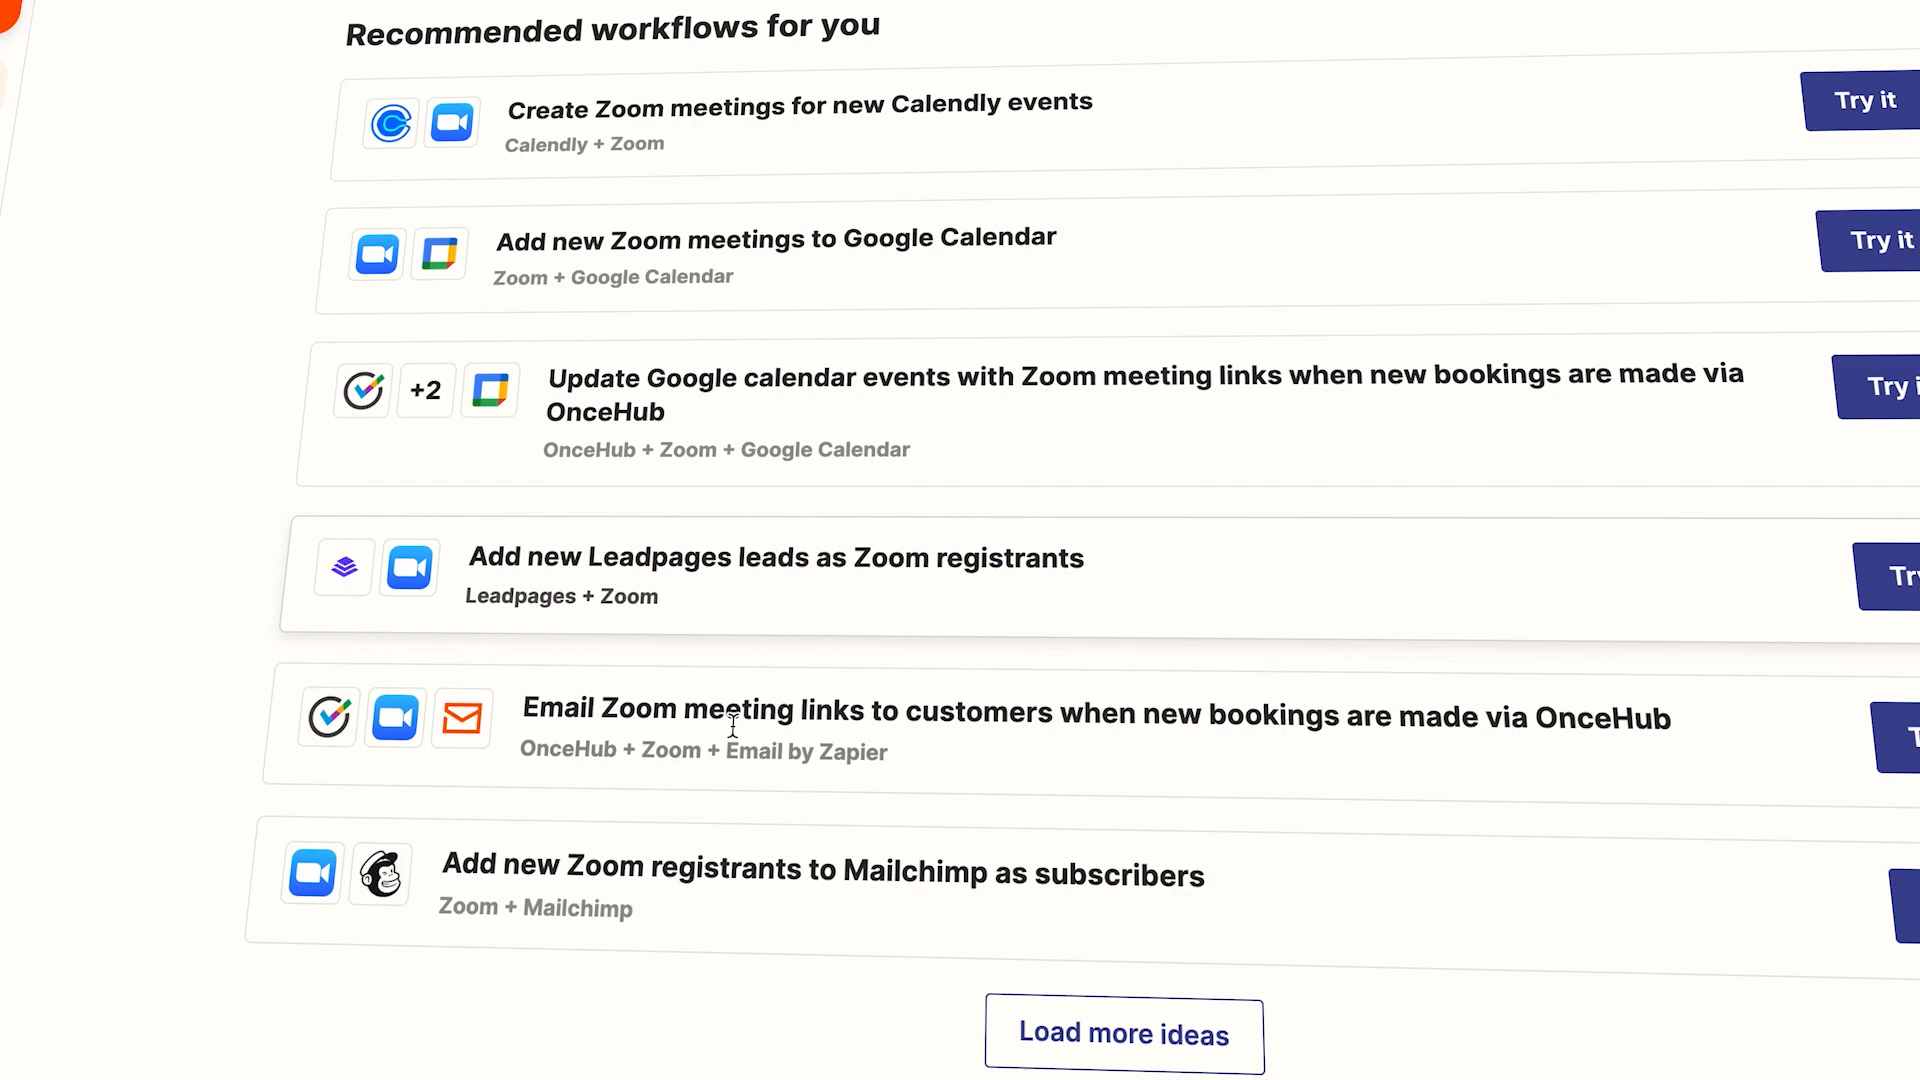 Recommended workflows for you
Create Zoom meetings for new Calendly events
Calendly + Zoom
Try it
Add new Zoom meetings to Google Calendar
Zoom + Google Calendar
Try it
+2
Update Google calendar events with Zoom meeting links when new bookings are made via
OnceHub
OnceHub + Zoom + Google Calendar
Try i
Add new Leadpages leads as Zoom registrants
Leadpages + Zoom
Try
Email Zoom meeting links to customers when new bookings are made via OnceHub
OnceHub + Zoom + Email by Zapier
T
Add new Zoom registrants to Mailchimp as subscribers
Zoom + Mailchimp
Load more ideas